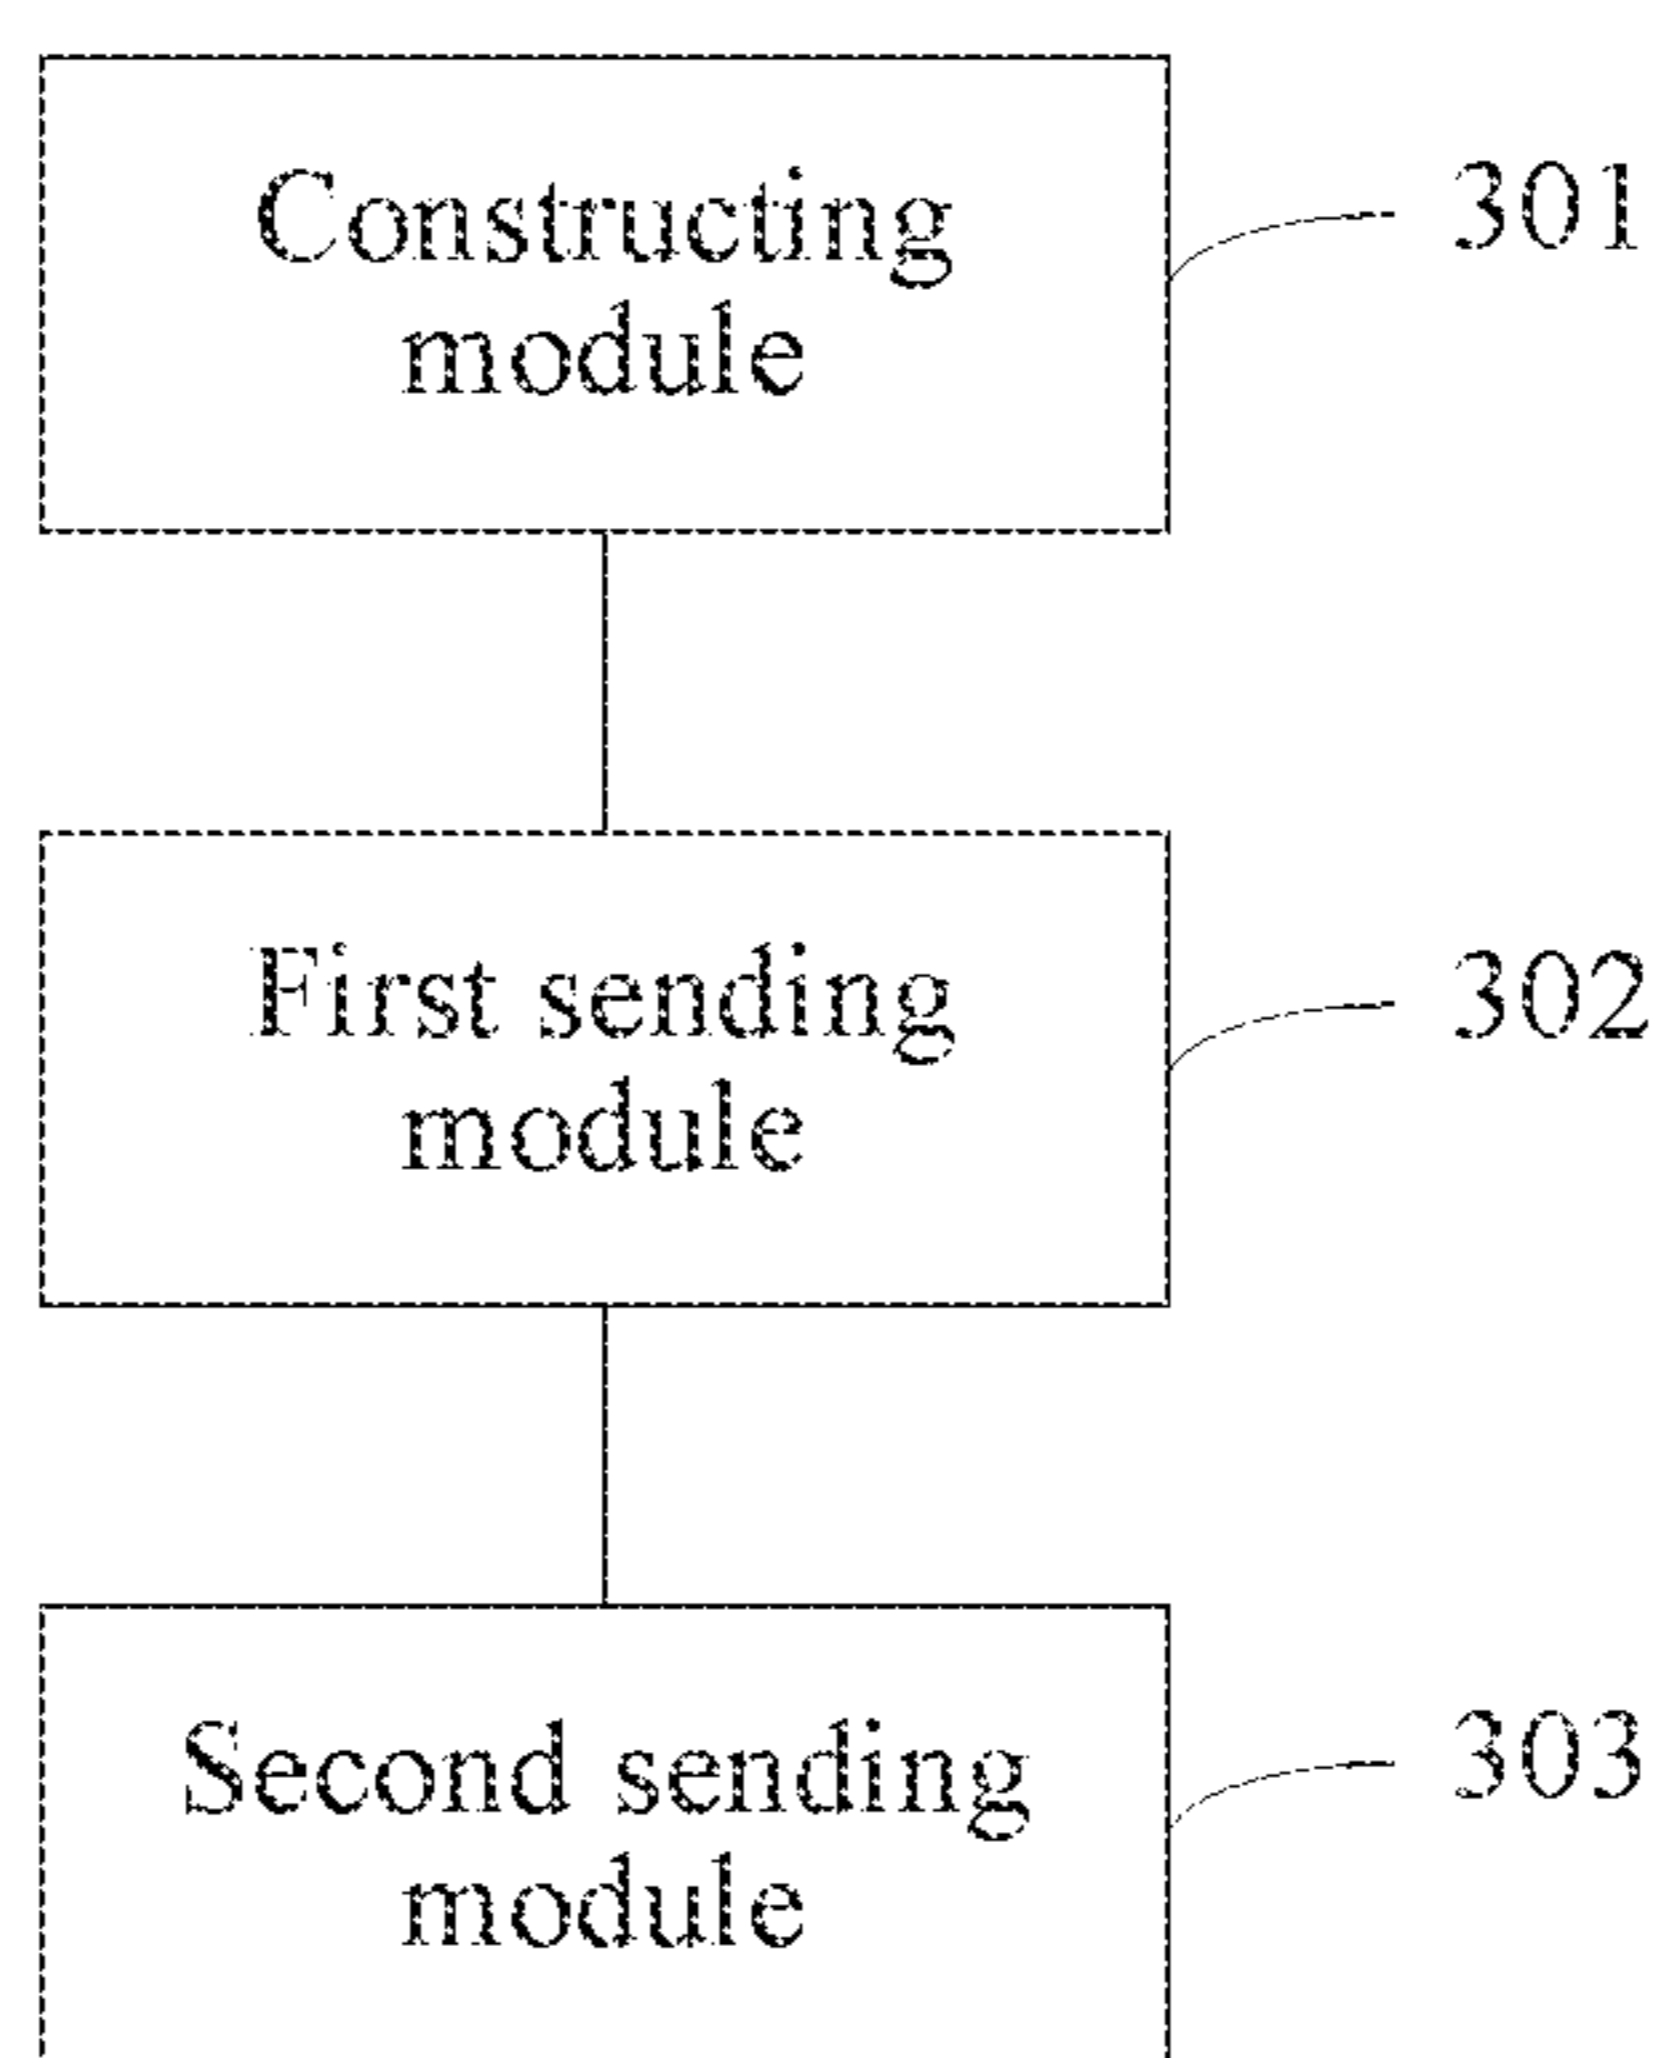 Constructing
module
301
First sending
module
302
Second sending
module
303